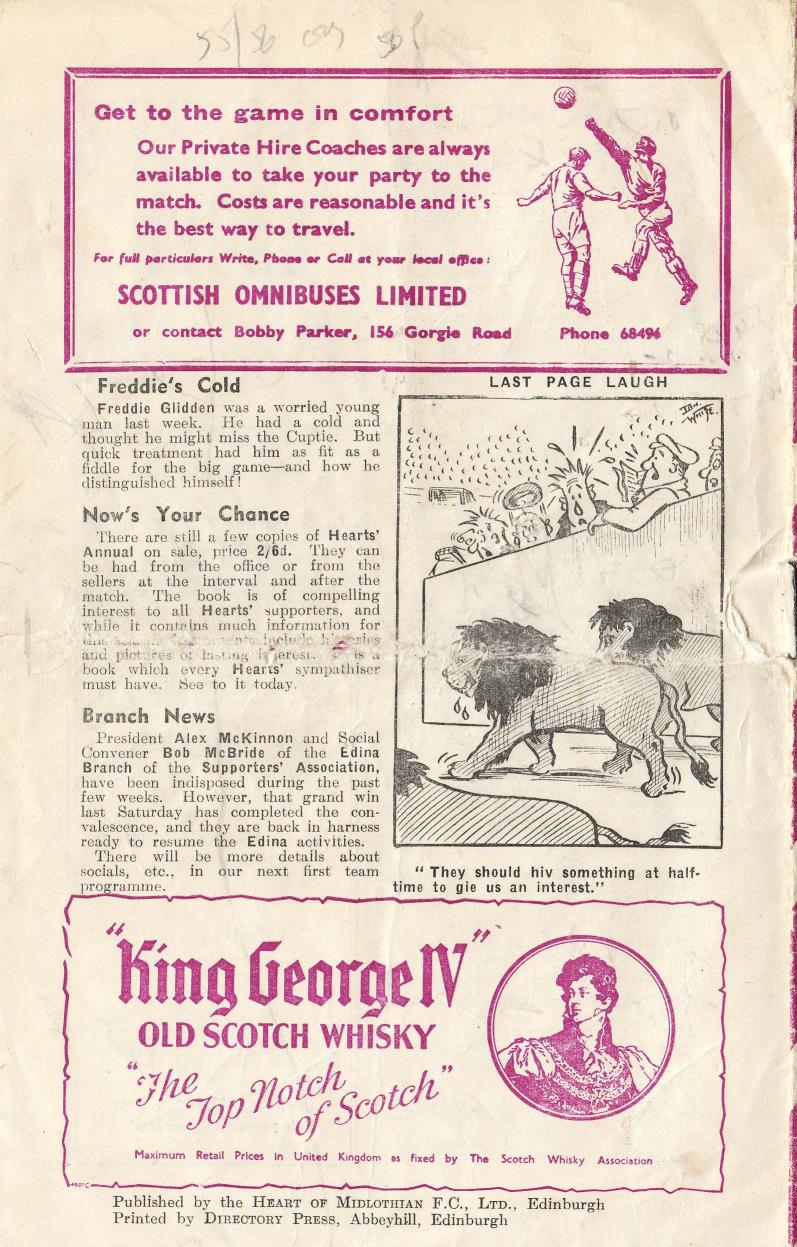 55/56
Get to the game in comfort
Our Private Hire Coaches are always
available to take your party to the
match. Costs are reasonable and it's
the best way to travel.
For full particulars Write, Phone or Call at your local office:
SCOTTISH OMNIBUSES LIMITED
or contact Bobby Parker, 156 Gorgie Road Phone 68496
Freddie's Cold
Freddie Glidden was a worried young
man last week. He had a cold and
thought he might miss the Cuptie. But
quick treatment had him as fit as a
fiddle for the big game—and how he
distinguished himself!
Now's Your Chance
There are still a few copies of Hearts'
Annual on sale, price 2/6d. They can
be had from the office or from the
sellers at the interval and after the
match. The book is of compelling
interest to all Hearts' supporters, and
while it contains much information for
include
and pictures of lasting interest. is a
book which every Hearts' sympathiser
must have. See to it today.
Branch News
President Alex McKinnon and Social
Convener Bob McBride of the Edina
Branch of the Supporters' Association,
have been indisposed during the past
few weeks. However, that grand win
last Saturday has completed the con-
valescence, and they are back in harness
ready to resume the Edina activities.
There will be more details about
socials, etc., in our next first team
programme.
LAST PAGE LAUGH
WHITE.
"They should hiv something at half-
time to gie us an interest."
"King George IV"
OLD SCOTCH WHISKY
"The
Top Notch
of Scotch"
Maximum Retail Prices in United Kingdom as fixed by The Scotch Whisky Association
Published by the HEART OF MIDLOTHIAN F.C., LTD., Edinburgh
Printed by DIRECTORY PRESS, Abbeyhill, Edinburgh